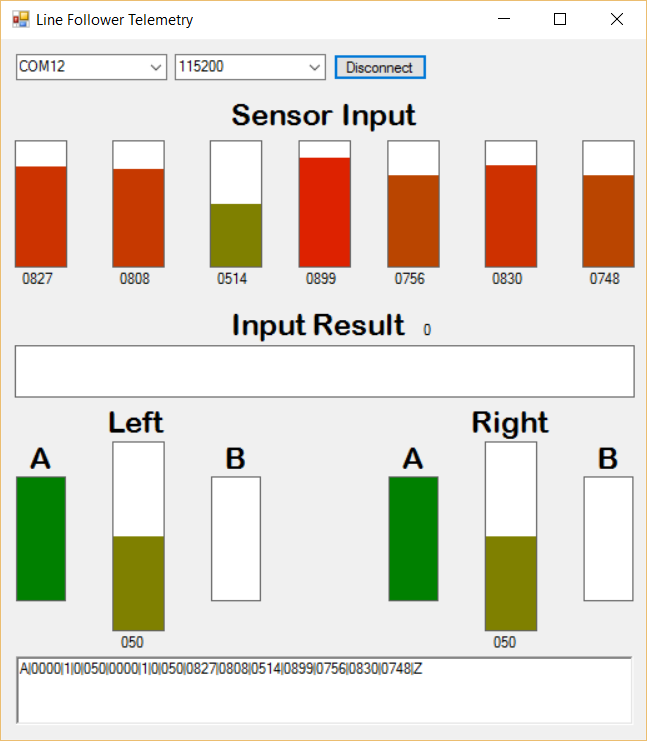 Line Follower Telemetry
COM12 115200 Disconnect
Sensor Input
0827 0808 0514 0899 0756 0830 0748
Input Result 0
Left Right
A B A B
050 050
A|0000|1|0|050|0000|1|0|050|0827|0808|0514|0899|0756|0830|0748|Z